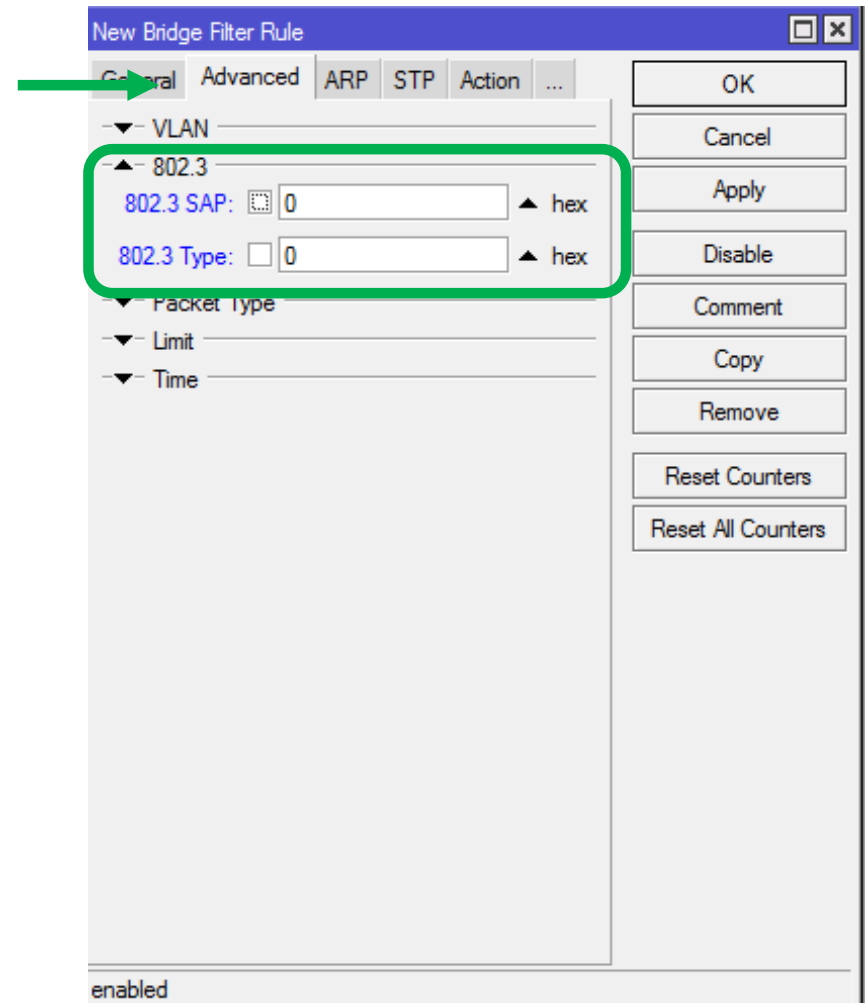 New Bridge Filter Rule
General Advanced ARP STP Action ...
VLAN
802.3
802.3 SAP: 0 hex
802.3 Type: 0 hex
Packet Type
Limit
Time
OK
Cancel
Apply
Disable
Comment
Copy
Remove
Reset Counters
Reset All Counters
enabled